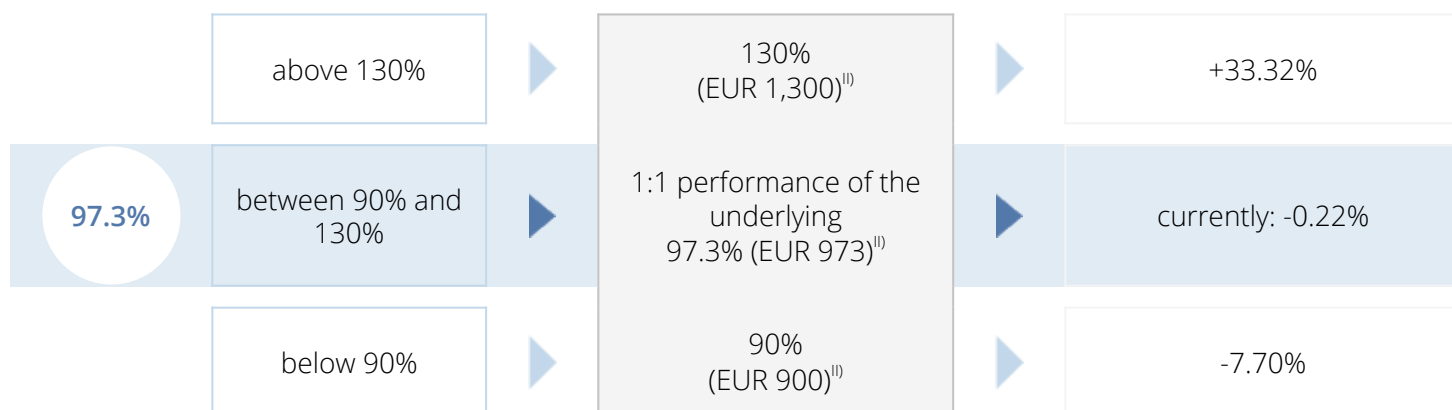 above 130%
130%
(EUR 1,300)II)
+33.32%
97.3%
between 90% and
130%
1:1 performance of the
underlying
97.3% (EUR 973)II)
currently: -0.22%
below 90%
90%
(EUR 900)II)
-7.70%